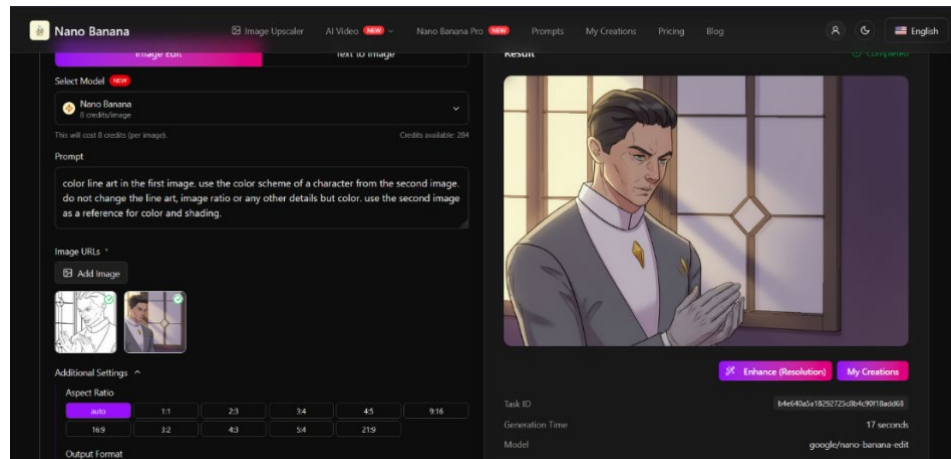 Nano Banana
Image Upscaler
AI Video NEW
Nano Banana Pro NEW
Prompts
My Creations
Pricing
Blog
English
Image Edit
Text to Image
Select Model NEW
Nano Banana
8 credits/image
This will cost 8 credits (per image).
Credits available: 284
Prompt
color line art in the first image. use the color scheme of a character from the second image.
do not change the line art, image ratio or any other details but color. use the second image
as a reference for color and shading.
Image URLs *
Add Image
Additional Settings
Aspect Ratio
auto
1:1
2:3
3:4
4:5
9:16
16:9
3:2
4:3
5:4
21:9
Output Format
Result
Completed
Enhance (Resolution)
My Creations
Task ID
Generation Time
17 seconds
Model
google/nano-banana-edit